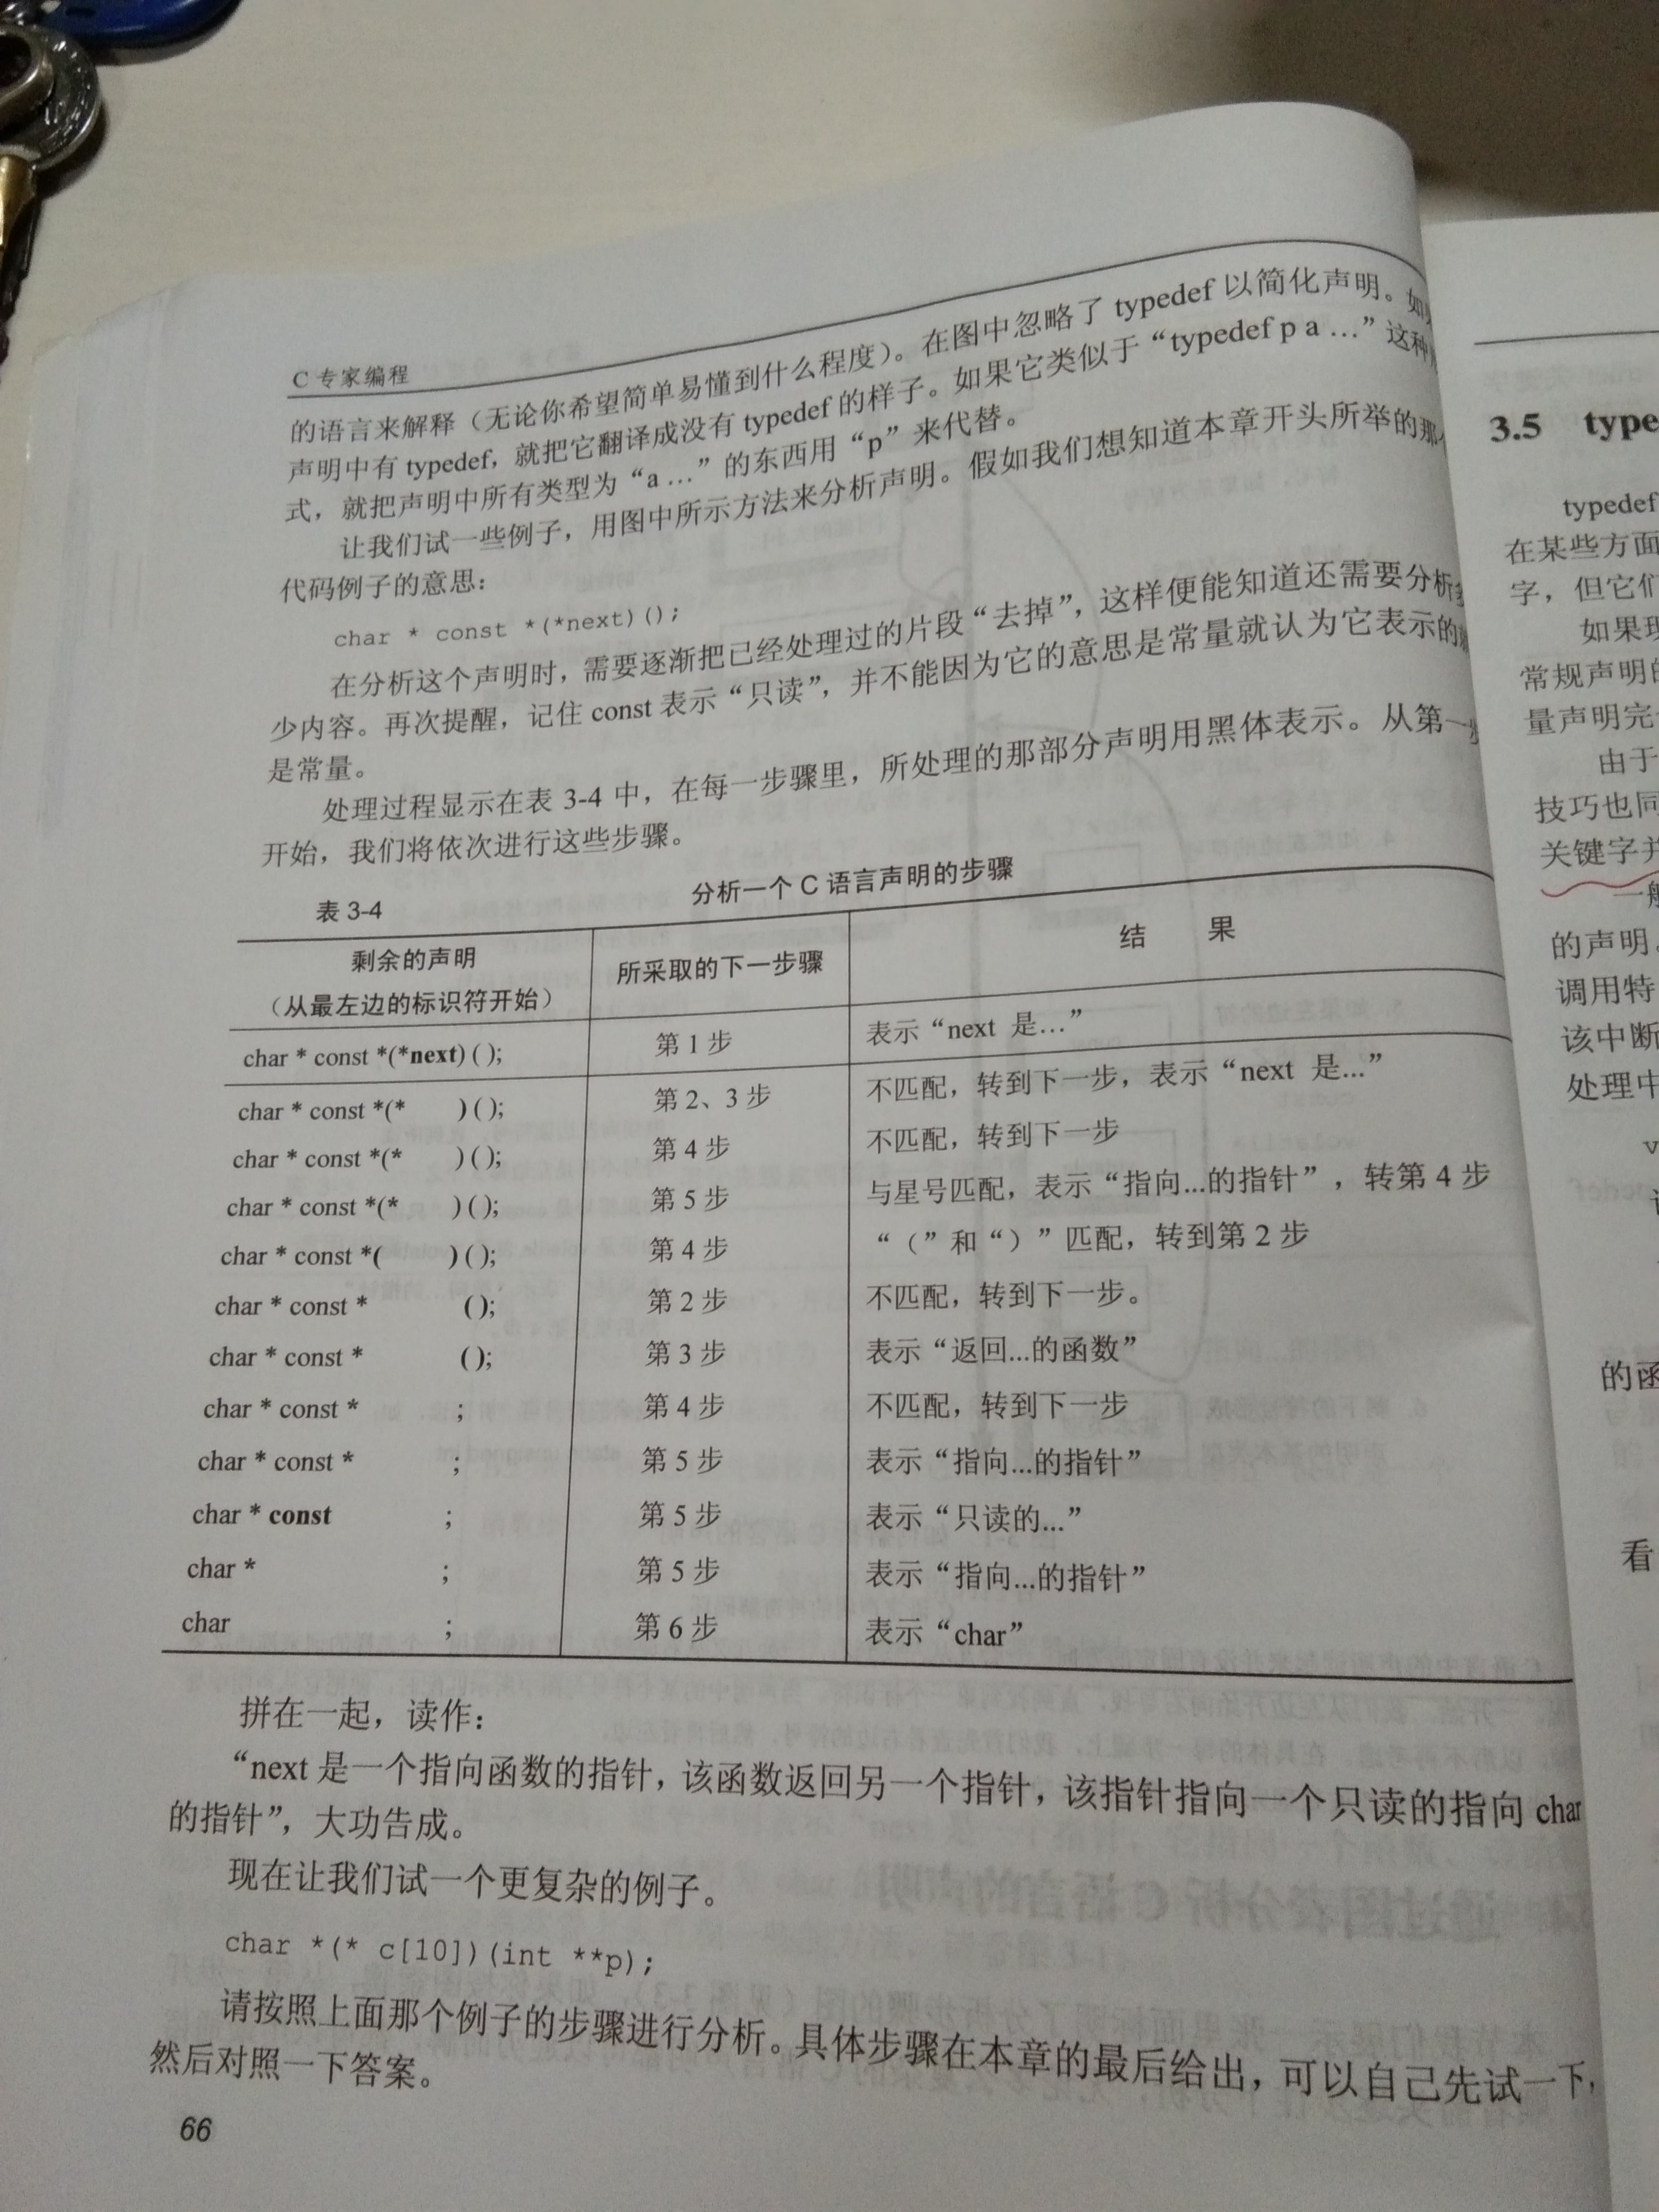 C 专家编程
的语言来解释（无论你希望简单易懂到什么程度）。在图中忽略了 typedef 以简化声明。如
声明中有 typedef，就把它翻译成没有 typedef 的样子。如果它类似于“typedef p a …”这种
式，就把声明中所有类型为“a …”的东西用“p”来代替。
让我们试一些例子，用图中所示方法来分析声明。假如我们想知道本章开头所举的那
代码例子的意思：
char * const *(*next)();
在分析这个声明时，需要逐渐把已经处理过的片段“去掉”，这样便能知道还需要分析
少内容。再次提醒，记住 const 表示“只读”，并不能因为它的意思是常量就认为它表示的
是常量。
处理过程显示在表 3-4 中，在每一步骤里，所处理的那部分声明用黑体表示。从第一
开始，我们将依次进行这些步骤。
表 3-4 分析一个 C 语言声明的步骤
剩余的声明
（从最左边的标识符开始） 所采取的下一步骤 结 果
char * const *(*next) ( ); 第 1 步 表示“next 是…”
char * const *(* ) ( ); 第 2、3 步 不匹配，转到下一步，表示“next 是...”
char * const *(* ) ( ); 第 4 步 不匹配，转到下一步
char * const *(* ) ( ); 第 5 步 与星号匹配，表示“指向...的指针”，转第 4 步
char * const *( ) ( ); 第 4 步 “（”和“）”匹配，转到第 2 步
char * const * ( ); 第 2 步 不匹配，转到下一步。
char * const * ( ); 第 3 步 表示“返回...的函数”
char * const * ; 第 4 步 不匹配，转到下一步
char * const * ; 第 5 步 表示“指向...的指针”
char * const ; 第 5 步 表示“只读的...”
char * ; 第 5 步 表示“指向...的指针”
char ; 第 6 步 表示“char”
拼在一起，读作：
“next 是一个指向函数的指针，该函数返回另一个指针，该指针指向一个只读的指向 char
的指针”，大功告成。
现在让我们试一个更复杂的例子。
char *(* c[10])(int **p);
请按照上面那个例子的步骤进行分析。具体步骤在本章的最后给出，可以自己先试一下，
然后对照一下答案。
66
3.5 type
typedef
在某些方面
字，但它们
如果
常规声明
量声明完
由于
技巧也同
关键字并
一般
的声明。
调用特
该中断
处理中
v
的函
看